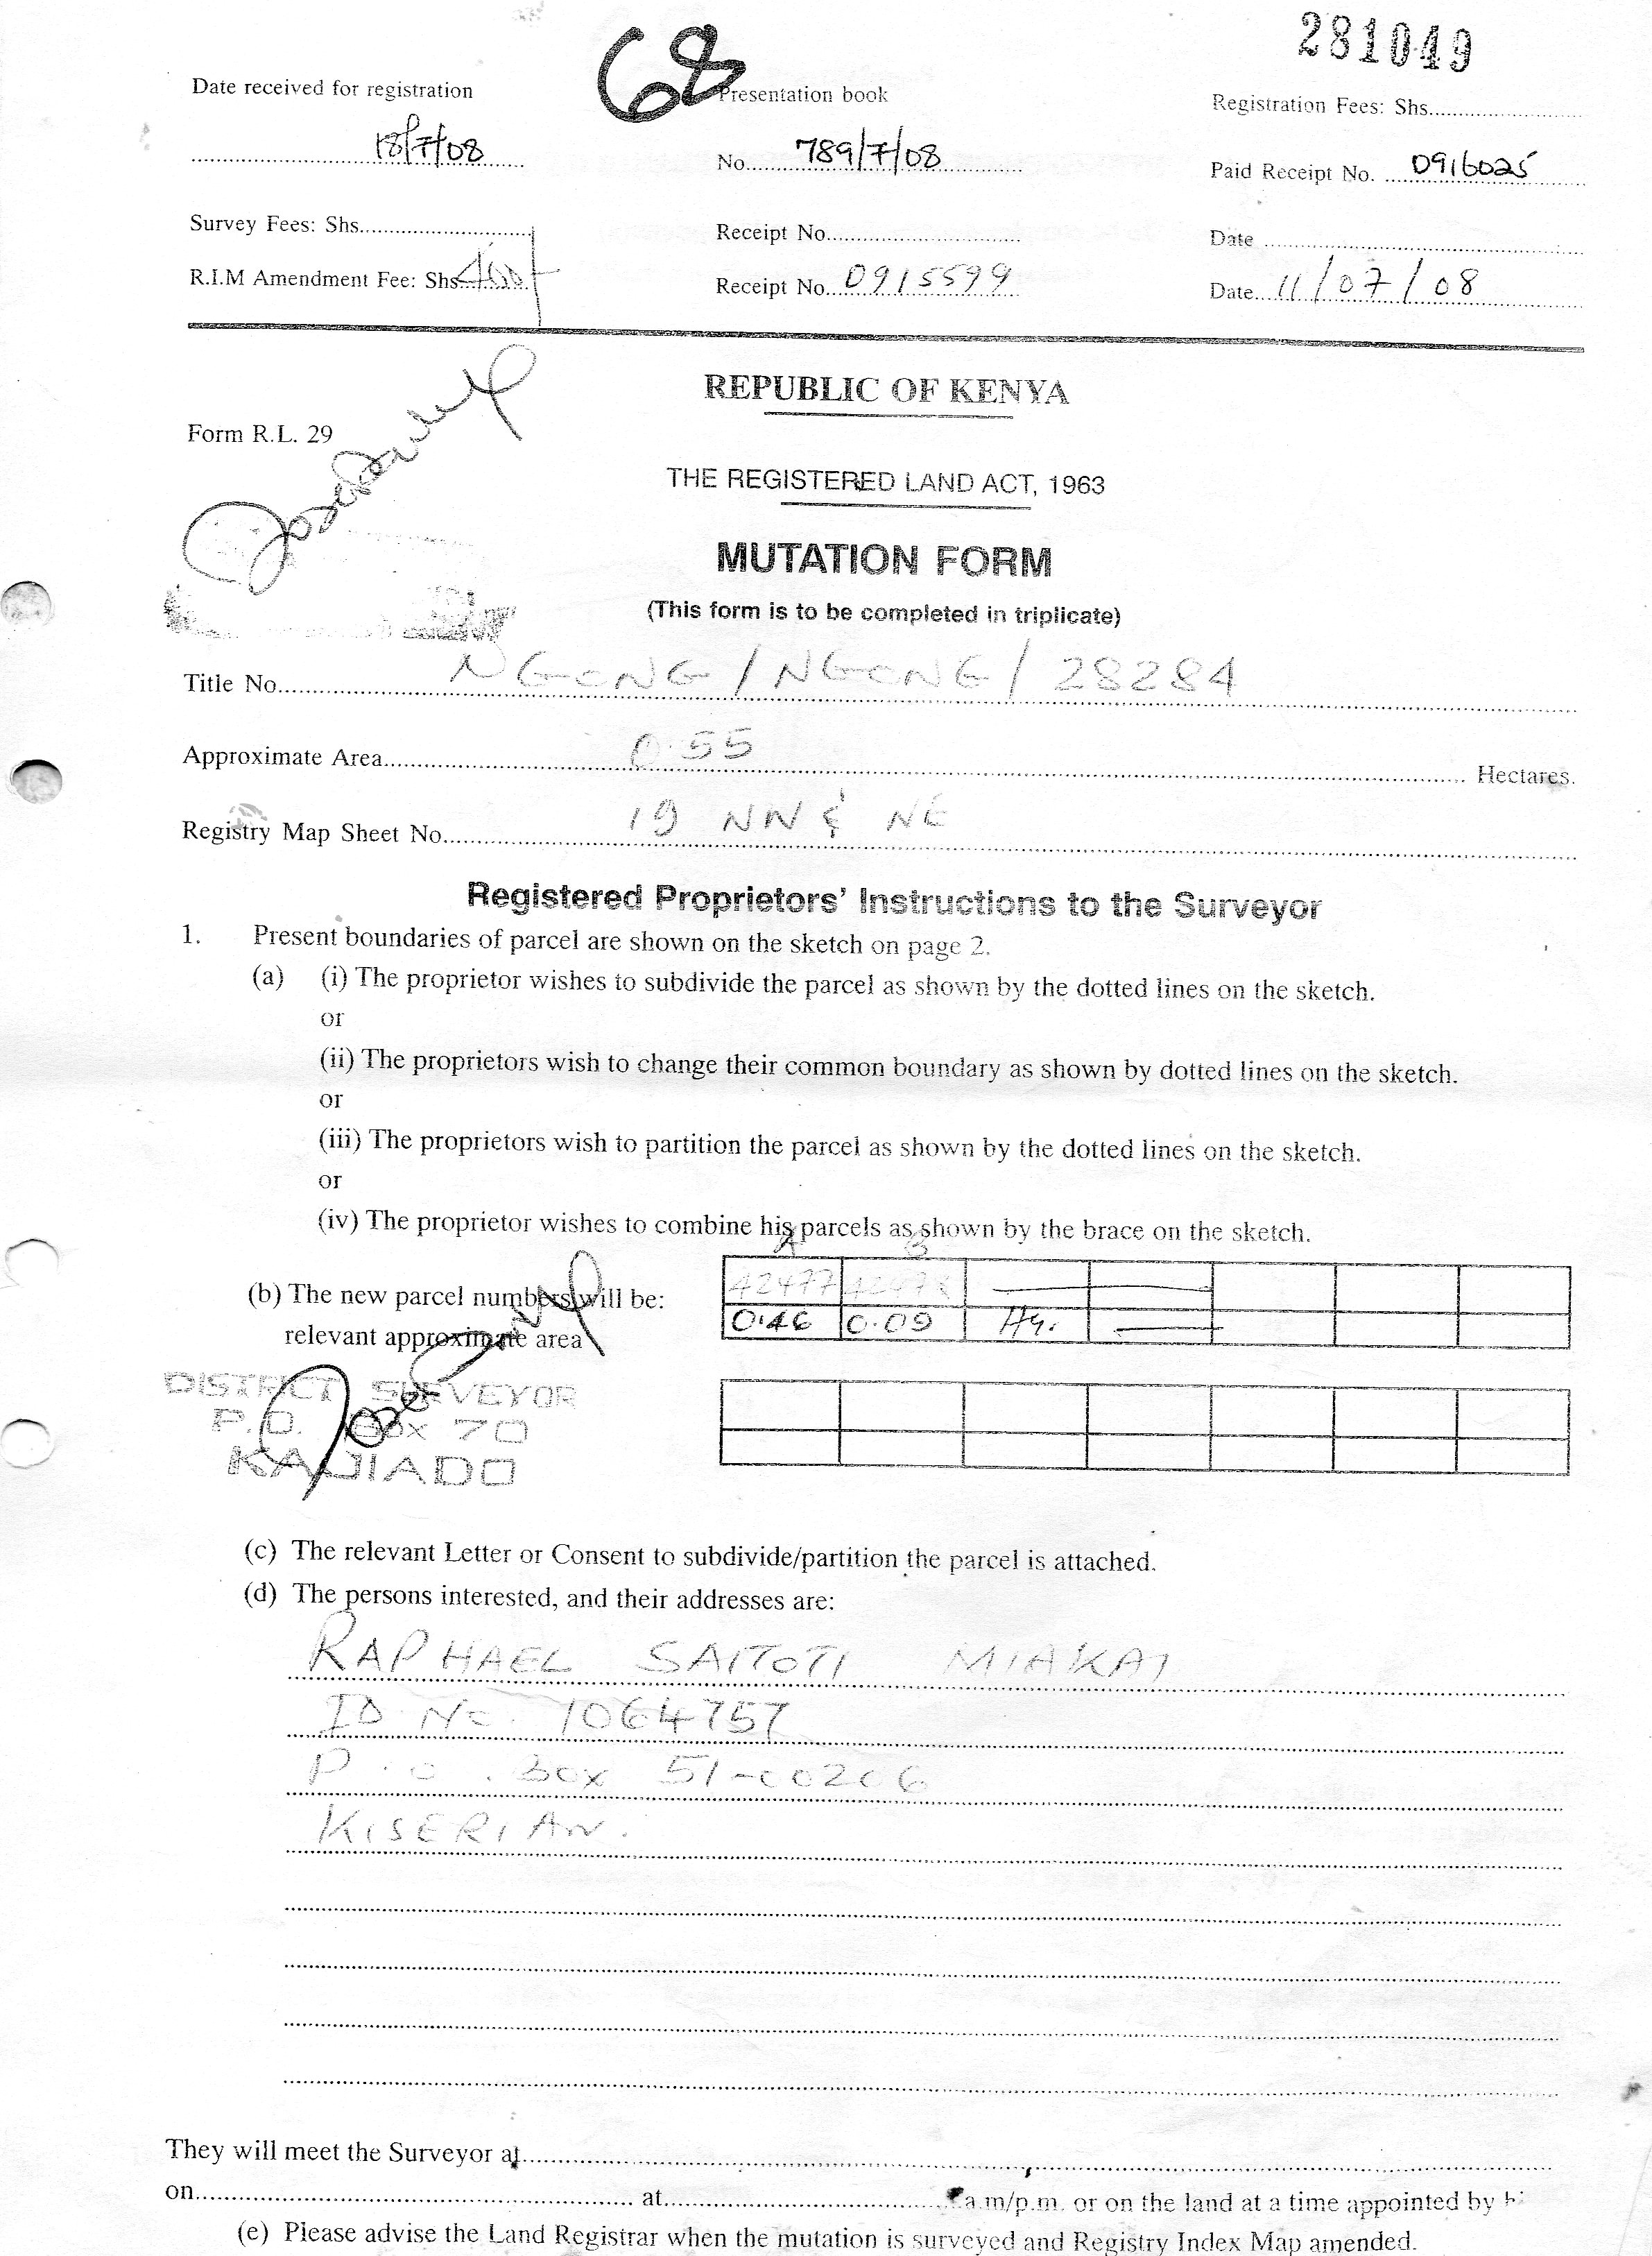 281049
68
Date received for registration
Presentation book
Registration Fees: Shs
18/7/08
No. 789/7/08
Paid Receipt No. 0916025
Survey Fees: Shs
Receipt No.
Date
R.I.M Amendment Fee: Shs 400/
Receipt No. 0915599
Date 11/07/08
REPUBLIC OF KENYA
Form R.L. 29
THE REGISTERED LAND ACT, 1963
MUTATION FORM
(This form is to be completed in triplicate)
Title No. NGONG / NGONG / 28284
Approximate Area 0.55 Hectares.
Registry Map Sheet No. 19 NW & NE
Registered Proprietors' Instructions to the Surveyor
1. Present boundaries of parcel are shown on the sketch on page 2.
(a) (i) The proprietor wishes to subdivide the parcel as shown by the dotted lines on the sketch.
or
(ii) The proprietors wish to change their common boundary as shown by dotted lines on the sketch.
or
(iii) The proprietors wish to partition the parcel as shown by the dotted lines on the sketch.
or
(iv) The proprietor wishes to combine his parcels as shown by the brace on the sketch.
A B
(b) The new parcel numbers will be: 42477 42478
relevant approximate area 0.46 0.09 Ha.
DISTRICT SURVEYOR
P.O. BOX 70
KAJIADO
(c) The relevant Letter or Consent to subdivide/partition the parcel is attached.
(d) The persons interested, and their addresses are:
RAPHAEL SAITOTI MIAKAI
ID No. 1064757
P.O. Box 51-00206
KISERIAN.
They will meet the Surveyor at
on at a.m/p.m. or on the land at a time appointed by
(e) Please advise the Land Registrar when the mutation is surveyed and Registry Index Map amended.